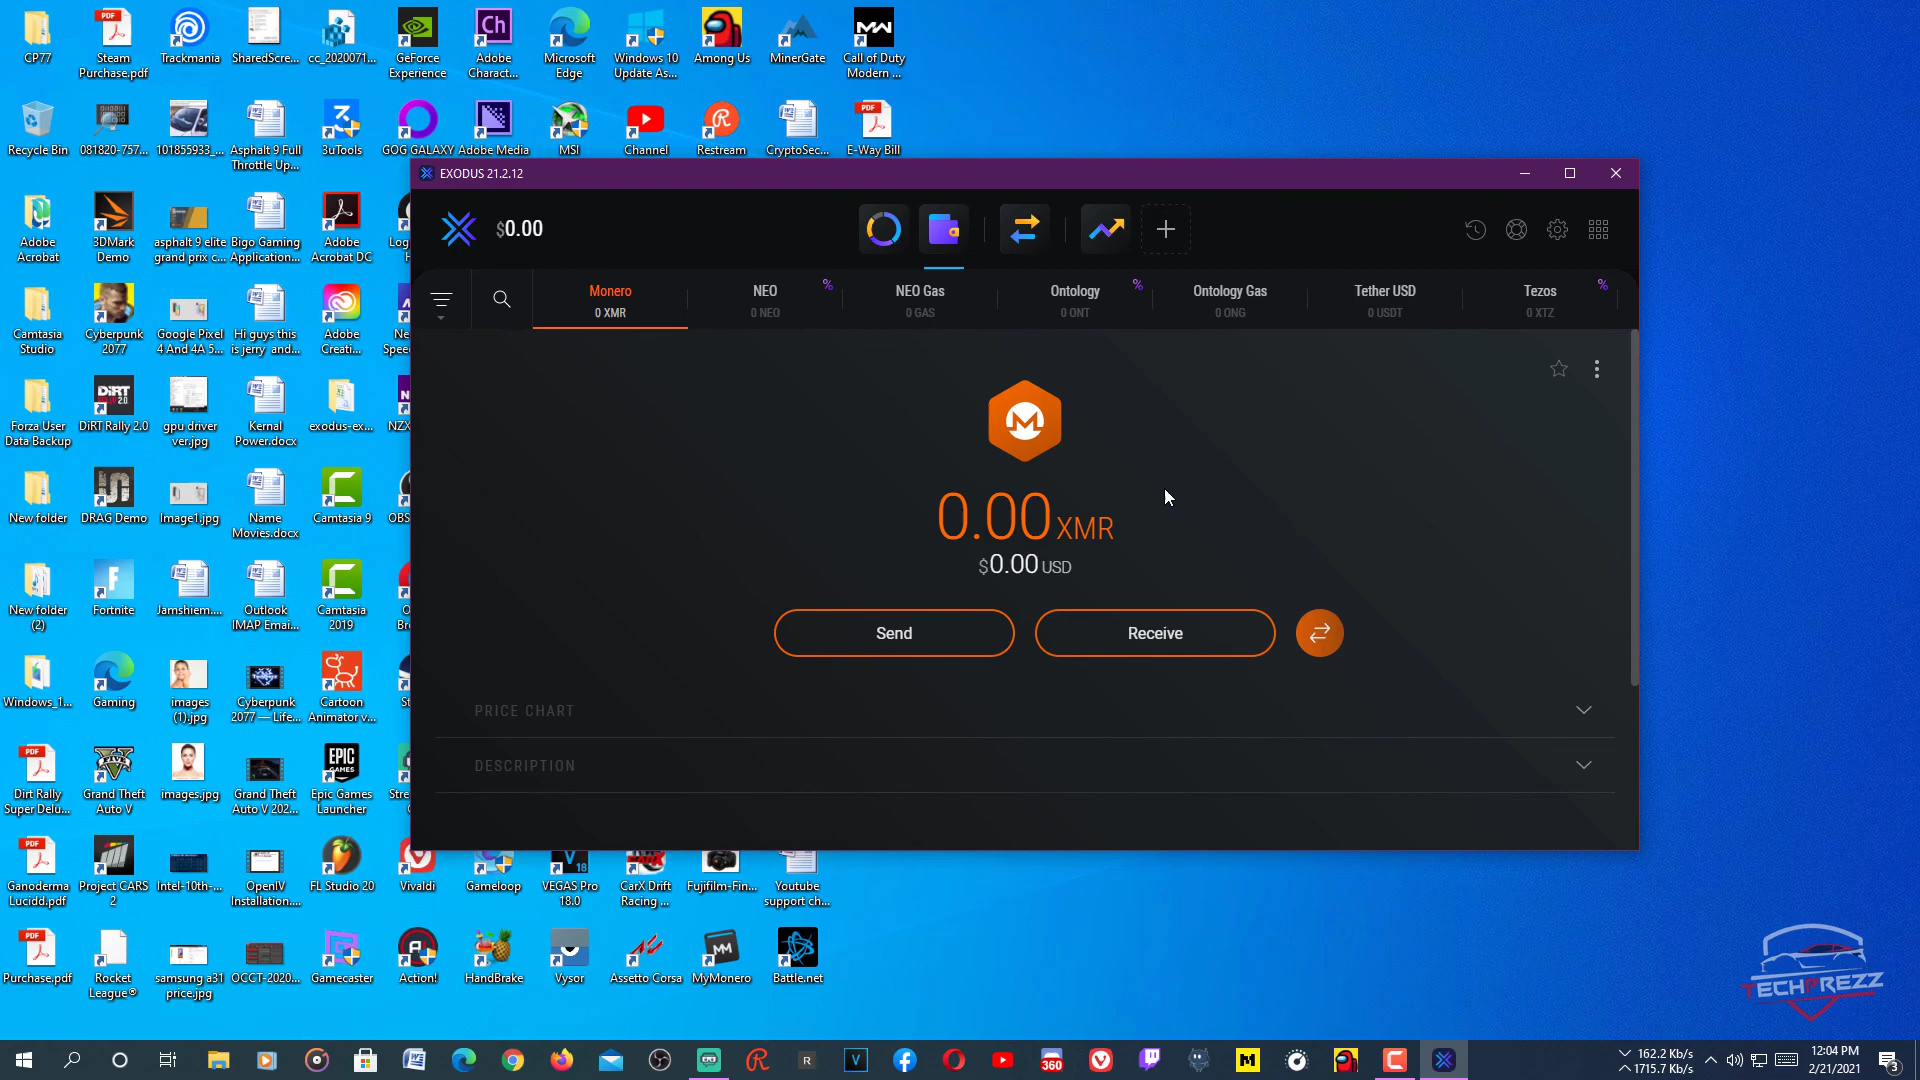 CP77
Steam
Purchase.pdf
Trackmania
SharedScre...
cc_2020071...
GeForce
Experience
Adobe
Charact...
Microsoft
Edge
Windows 10
Update As...
Among Us
MinerGate
Call of Duty
Modern ...
Recycle Bin
081820-757...
101855933_...
Asphalt 9 Full
Throttle Up...
3uTools
GOG GALAXY
Adobe Media
MSI
Channel
Restream
CryptoSec...
E-Way Bill
EXODUS 21.2.12
$0.00
Monero
0 XMR
NEO
0 NEO
%
NEO Gas
0 GAS
Ontology
0 ONT
%
Ontology Gas
0 ONG
Tether USD
0 USDT
Tezos
0 XTZ
%
0.00 XMR
$0.00 USD
Send
Receive
PRICE CHART
DESCRIPTION
Adobe
Acrobat
3DMark
Demo
asphalt 9 elite
grand prix c...
Bigo Gaming
Application...
Adobe
Acrobat DC
Camtasia
Studio
Cyberpunk
2077
Google Pixel
4 And 4A 5...
Hi guys this
is jerry and...
Adobe
Creati...
Forza User
Data Backup
DiRT Rally 2.0
gpu driver
ver.jpg
Kernal
Power.docx
exodus-ex...
New folder
DRAG Demo
Image1.jpg
Name
Movies.docx
Camtasia 9
New folder
(2)
Fortnite
Jamshiem....
Outlook
IMAP Emai...
Camtasia
2019
Windows_1...
Gaming
images
(1).jpg
Cyberpunk
2077 — Life...
Cartoon
Animator v...
Dirt Rally
Super Delu...
Grand Theft
Auto V
images.jpg
Grand Theft
Auto V 202...
Epic Games
Launcher
Ganoderma
Lucidd.pdf
Project CARS
2
Intel-10th-...
OpenIV
Installation....
FL Studio 20
Vivaldi
Gameloop
VEGAS Pro
18.0
CarX Drift
Racing ...
Fujifilm-Fin...
Youtube
support ch...
Purchase.pdf
Rocket
League®
samsung a31
price.jpg
OCCT-2020...
Gamecaster
Action!
HandBrake
Vysor
Assetto Corsa
MyMonero
Battle.net
TECHPREZZ
162.2 Kb/s
1715.7 Kb/s
12:04 PM
2/21/2021
3